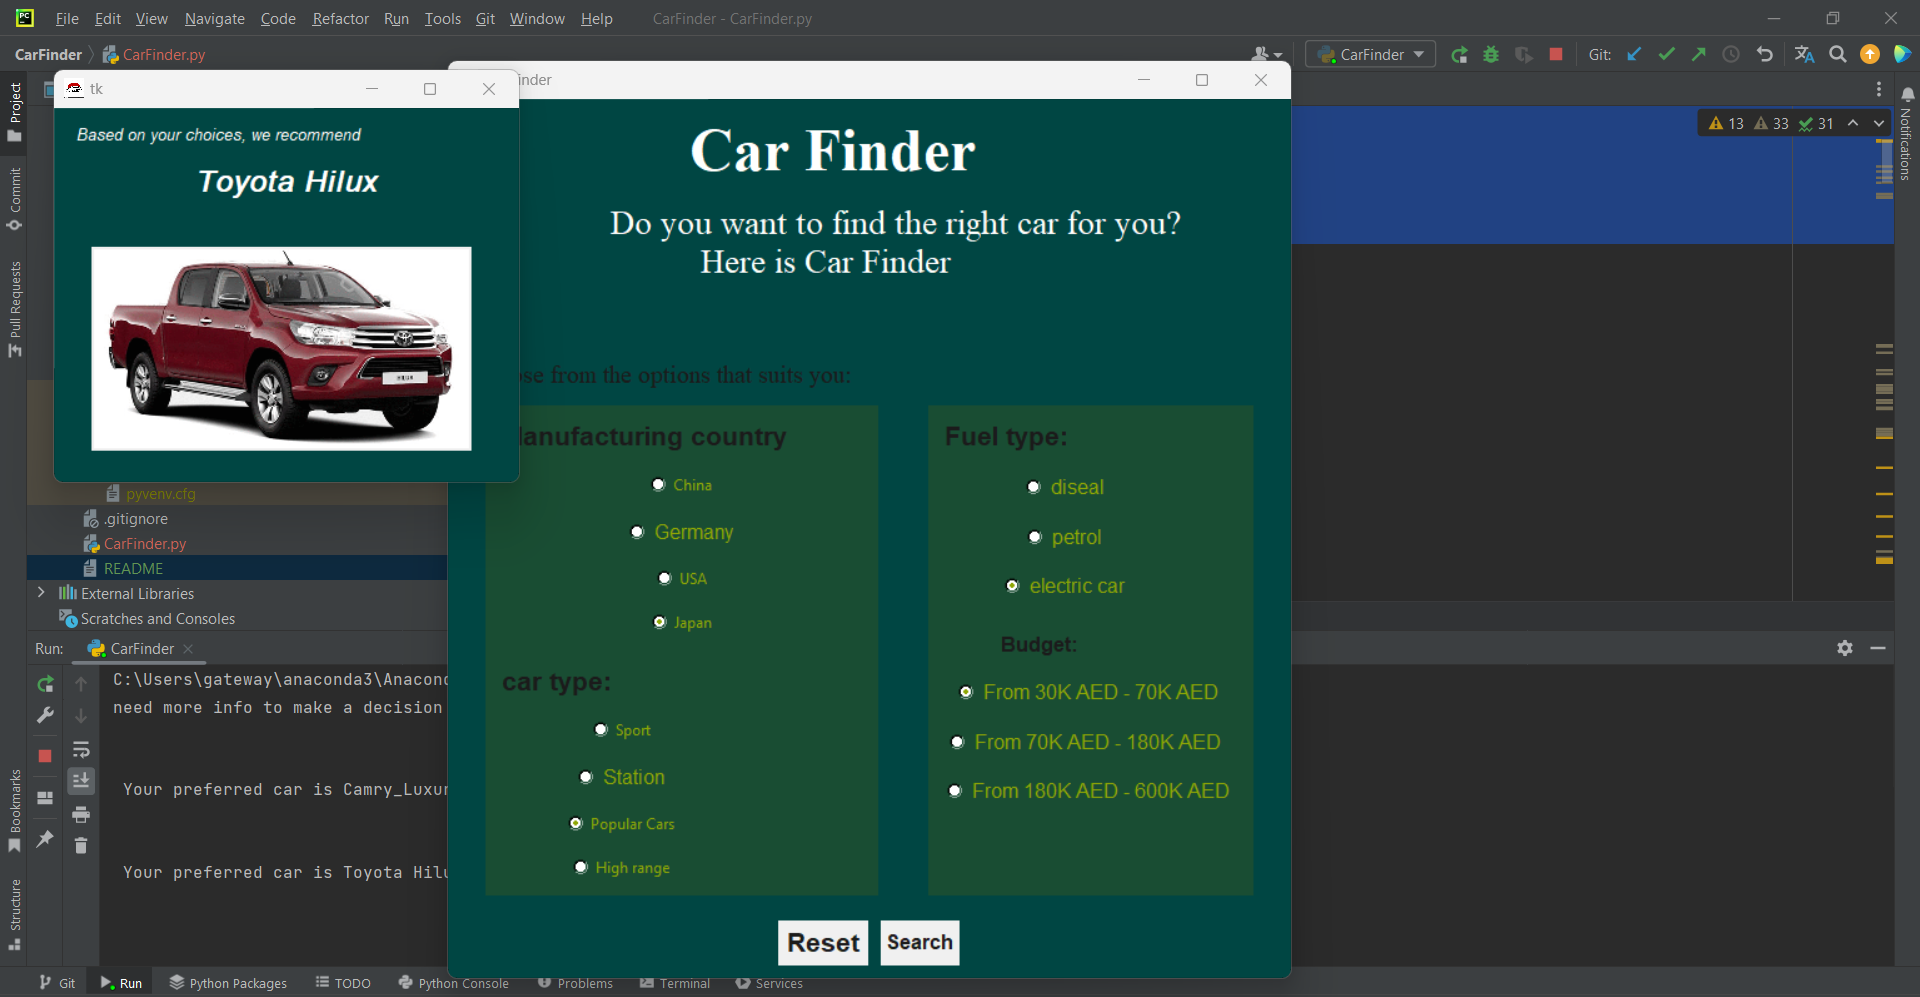 File Edit View Navigate Code Refactor Run Tools Git Window Help CarFinder - CarFinder.py
CarFinder CarFinder.py CarFinder Git:
13 33 31
Project
Commit
Pull Requests
Bookmarks
Structure
Notifications
tk
Based on your choices, we recommend
Toyota Hilux
HILUX
inder
Car Finder
Do you want to find the right car for you?
Here is Car Finder
ose from the options that suits you:
anufacturing country
China
Germany
USA
Japan
car type:
Sport
Station
Popular Cars
High range
Fuel type:
diseal
petrol
electric car
Budget:
From 30K AED - 70K AED
From 70K AED - 180K AED
From 180K AED - 600K AED
Reset Search
pyvenv.cfg
.gitignore
CarFinder.py
README
External Libraries
Scratches and Consoles
Run: CarFinder
C:\Users\gateway\anaconda3\Anacond
need more info to make a decision
Your preferred car is Camry_Luxur
Your preferred car is Toyota Hilu
Git Run Python Packages TODO Python Console Problems Terminal Services